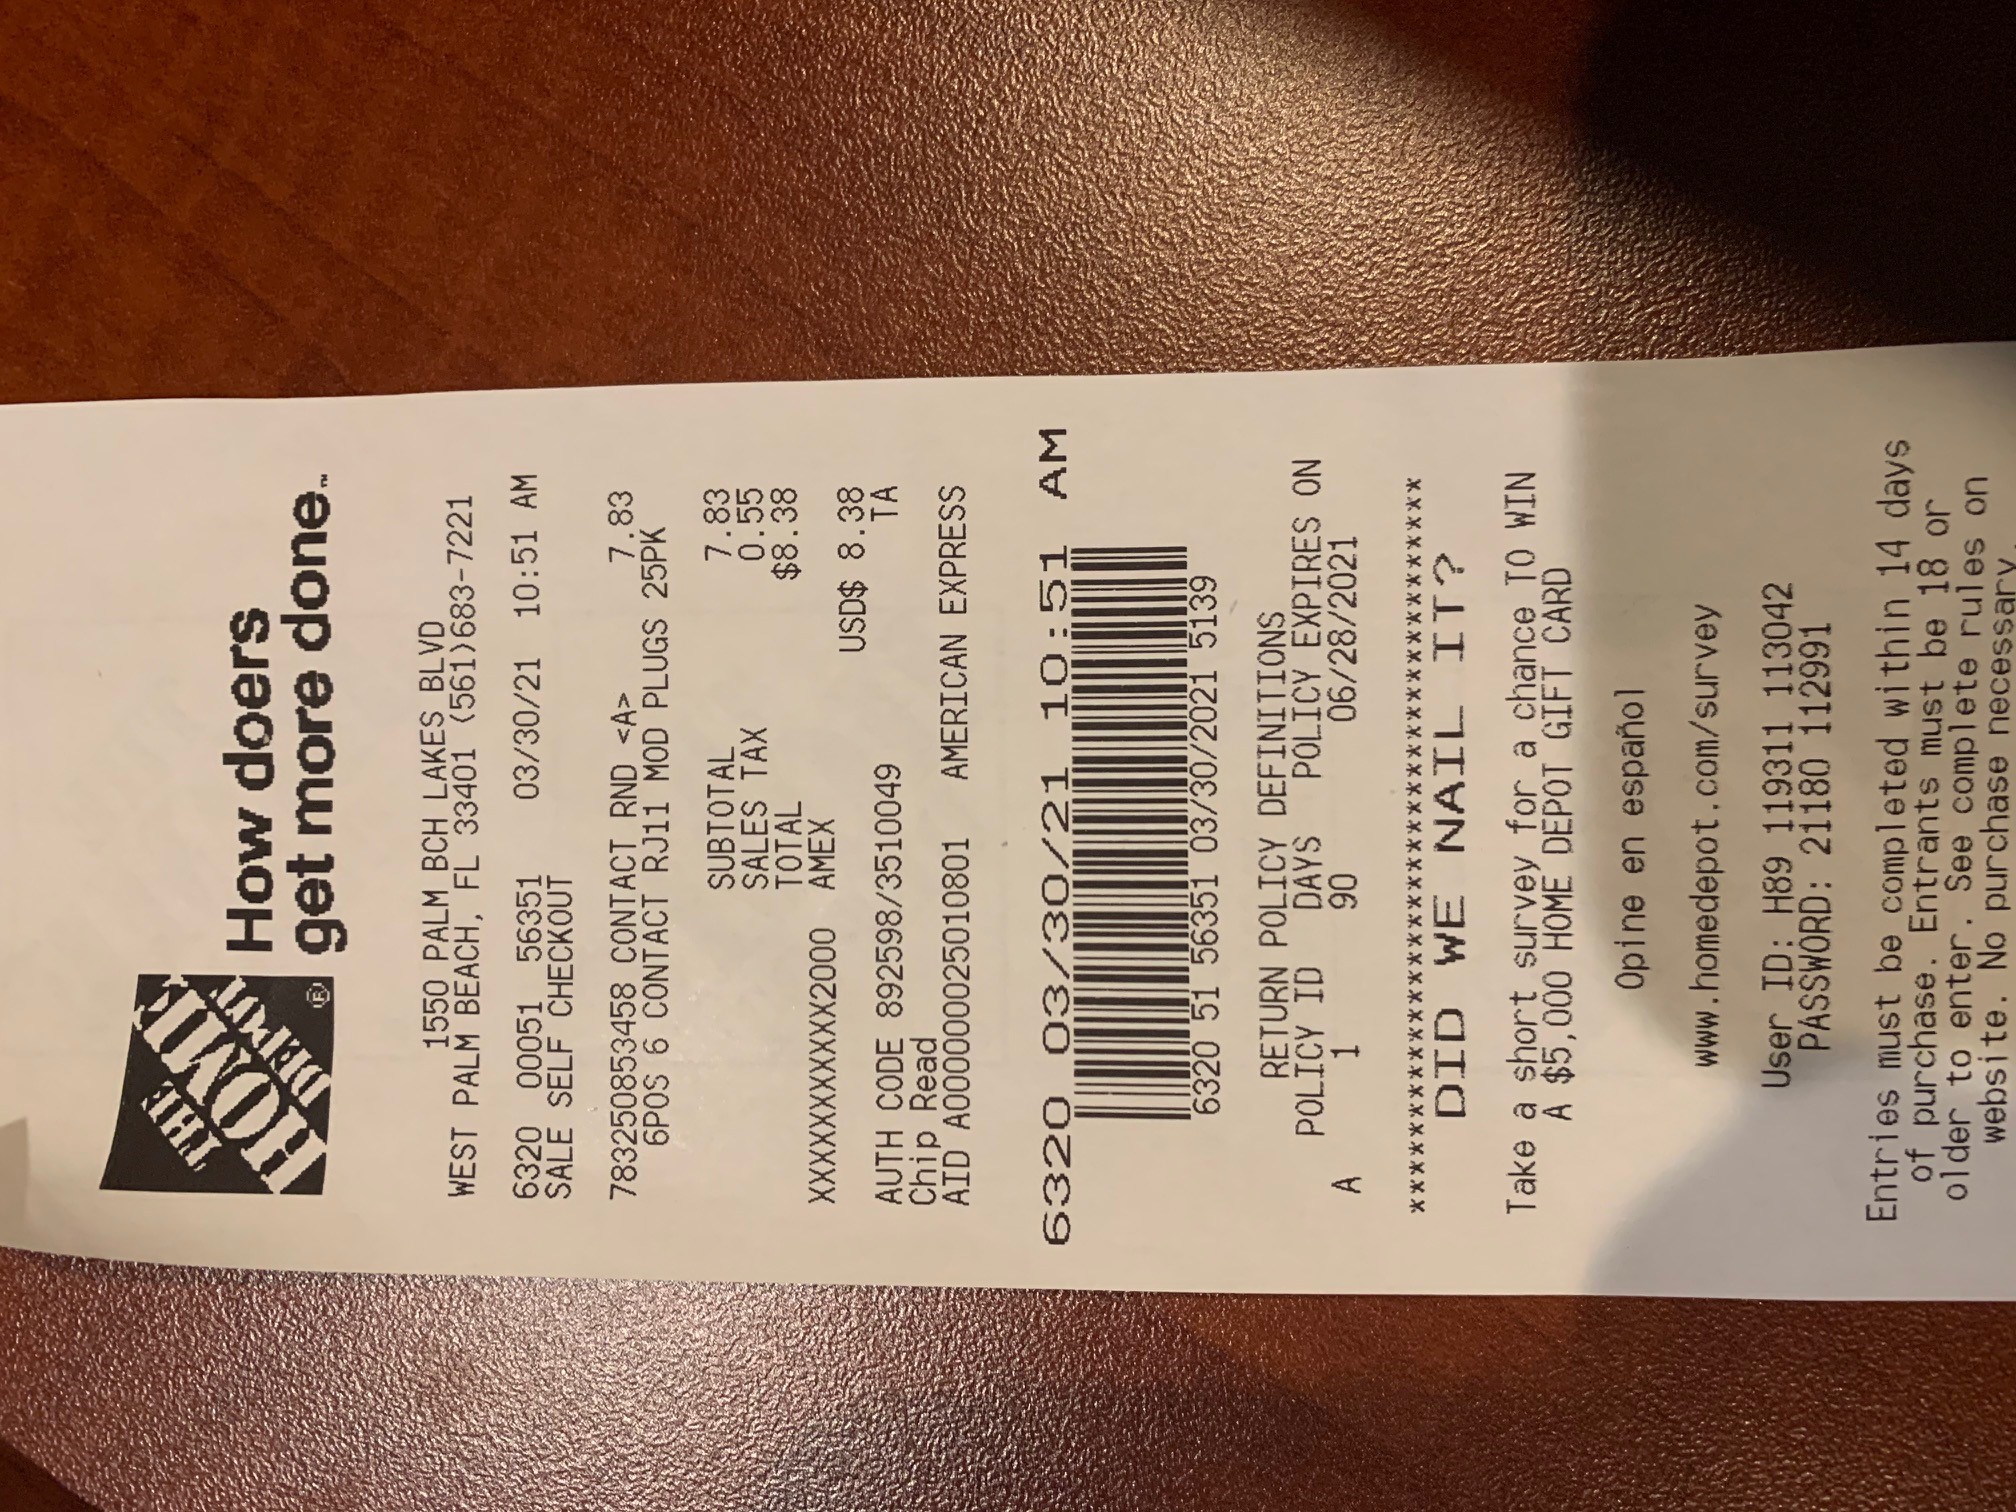 THE
HOME
DEPOT
®
How doers
get more done.™
1550 PALM BCH LAKES BLVD
WEST PALM BEACH, FL 33401 (561)683-7221
6320 00051 56351 03/30/21 10:51 AM
SALE SELF CHECKOUT
783250853458 CONTACT RND <A> 7.83
6POS 6 CONTACT RJ11 MOD PLUGS 25PK
SUBTOTAL 7.83
SALES TAX 0.55
TOTAL $8.38
XXXXXXXXXXX2000 AMEX
USD$ 8.38
AUTH CODE 892598/3510049 TA
Chip Read
AID A000000025010801 AMERICAN EXPRESS
6320 03/30/21 10:51 AM
6320 51 56351 03/30/2021 5139
RETURN POLICY DEFINITIONS
POLICY ID DAYS POLICY EXPIRES ON
A 1 90 06/28/2021
****************************************
DID WE NAIL IT?
Take a short survey for a chance TO WIN
A $5,000 HOME DEPOT GIFT CARD
Opine en español
www.homedepot.com/survey
User ID: H89 119311 113042
PASSWORD: 21180 112991
Entries must be completed within 14 days
of purchase. Entrants must be 18 or
older to enter. See complete rules on
website. No purchase necessary.